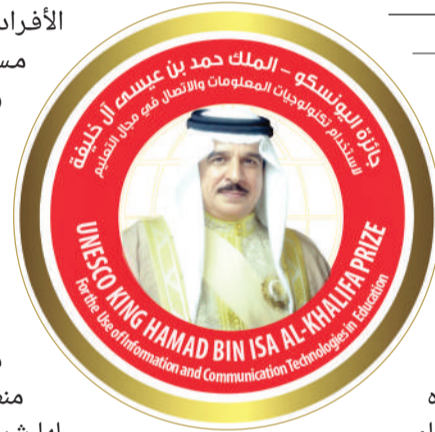 الأفراد
جائزة اليونسكو – الملك حمد بن عيسى آل خليفة
لاستخدام تكنولوجيات المعلومات والاتصال في مجال التعليم
UNESCO KING HAMAD BIN ISA AL-KHALIFA PRIZE
For the Use of Information and Communication Technologies in Education